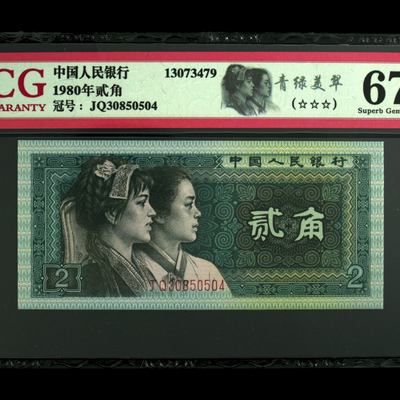 CG
ARANTY
中国人民银行
13073479
1980年贰角
冠号：JQ30850504
青绿美翠
(☆☆☆)
67
Superb Gem
中国人民银行
贰角
2
JQ30850504
2